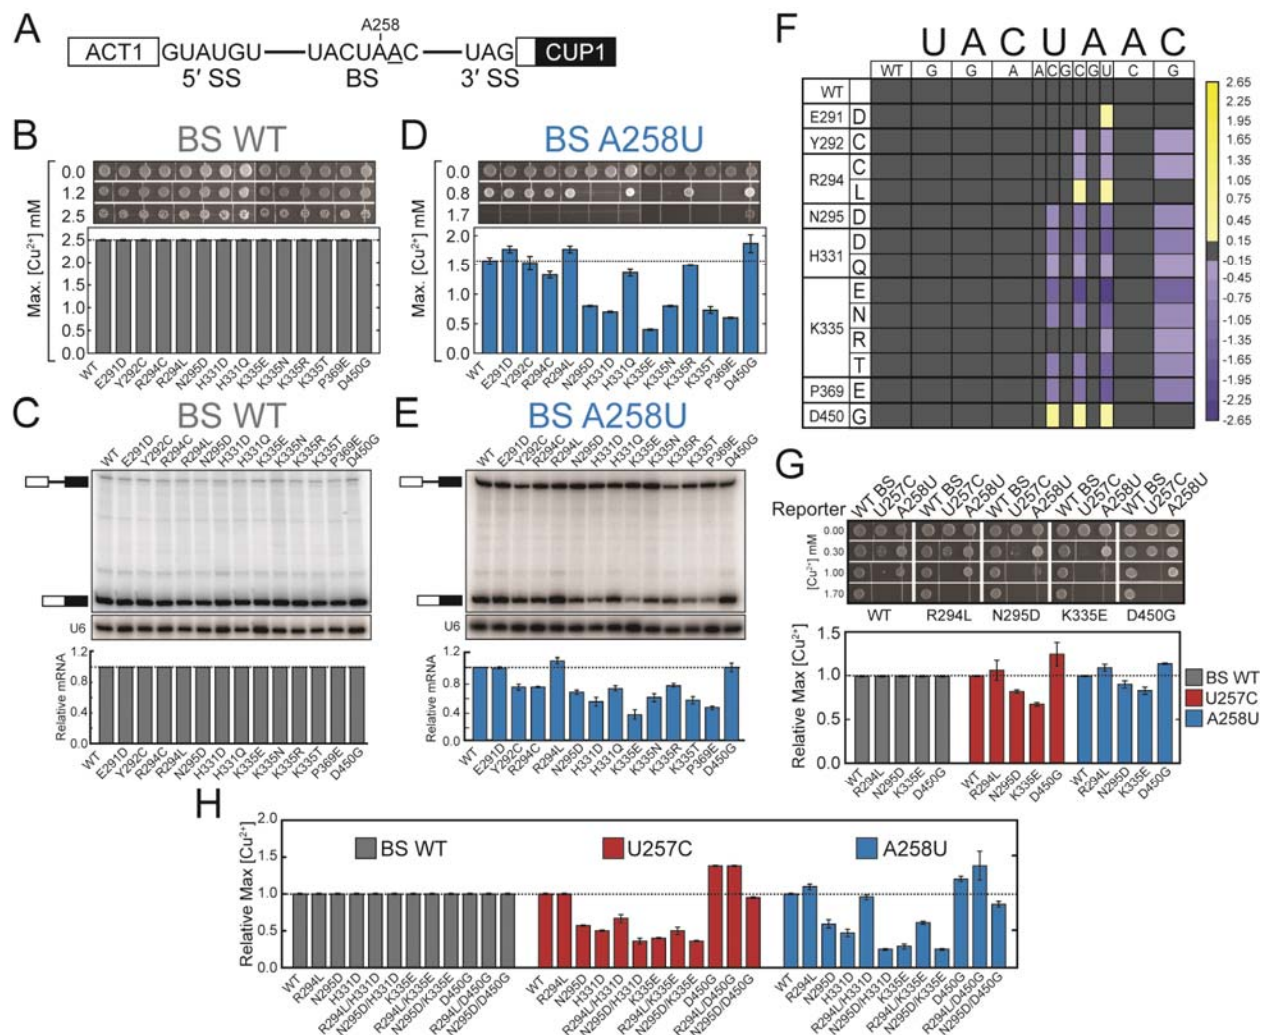 A
A258
ACT1 GUAUGU UACUAAC UAG CUP1
5′ SS BS 3′ SS
B BS WT
Max. [Cu²⁺] mM
0.0
1.2
2.5
2.5
2.0
1.5
1.0
0.5
0.0
WT E291D Y292C R294C R294L N295D H331D H331Q K335E K335N K335R K335T P369E D450G
D BS A258U
Max. [Cu²⁺] mM
0.0
0.8
1.7
2.0
1.5
1.0
0.5
0.0
WT E291D Y292C R294C R294L N295D H331D H331Q K335E K335N K335R K335T P369E D450G
C BS WT
WT E291D Y292C R294C R294L N295D H331D H331Q K335E K335N K335R K335T P369E D450G
U6
Relative mRNA
1.2
0.8
0.4
0
WT E291D Y292C R294C R294L N295D H331D H331Q K335E K335N K335R K335T P369E D450G
E BS A258U
WT E291D Y292C R294C R294L N295D H331D H331Q K335E K335N K335R K335T P369E D450G
U6
Relative mRNA
1.2
0.8
0.4
0
WT E291D Y292C R294C R294L N295D H331D H331Q K335E K335N K335R K335T P369E D450G
F
U A C U A A C
WT G G A A C G C G U C G
WT
E291 D
Y292 C
R294 C
L
N295 D
H331 D
Q
K335 E
N
R
T
P369 E
D450 G
2.65
2.25
1.95
1.65
1.35
1.05
0.75
0.45
0.15
-0.15
-0.45
-0.75
-1.05
-1.35
-1.65
-1.95
-2.25
-2.65
G
Reporter WT BS U257C A258U WT BS U257C A258U WT BS U257C A258U WT BS U257C A258U WT BS U257C A258U
[Cu²⁺] mM
0.00
0.30
1.00
1.70
WT R294L N295D K335E D450G
Relative Max [Cu²⁺]
1.5
1.0
0.5
0.0
WT R294L N295D K335E D450G WT R294L N295D K335E D450G WT R294L N295D K335E D450G
BS WT
U257C
A258U
H
Relative Max [Cu²⁺]
2.0
1.5
1.0
0.5
0.0
BS WT U257C A258U
WT R294L N295D H331D R294L/H331D N295D/H331D K335E R294L/K335E N295D/K335E D450G R294L/D450G N295D/D450G
WT R294L N295D H331D R294L/H331D N295D/H331D K335E R294L/K335E N295D/K335E D450G R294L/D450G N295D/D450G
WT R294L N295D H331D R294L/H331D N295D/H331D K335E R294L/K335E N295D/K335E D450G R294L/D450G N295D/D450G